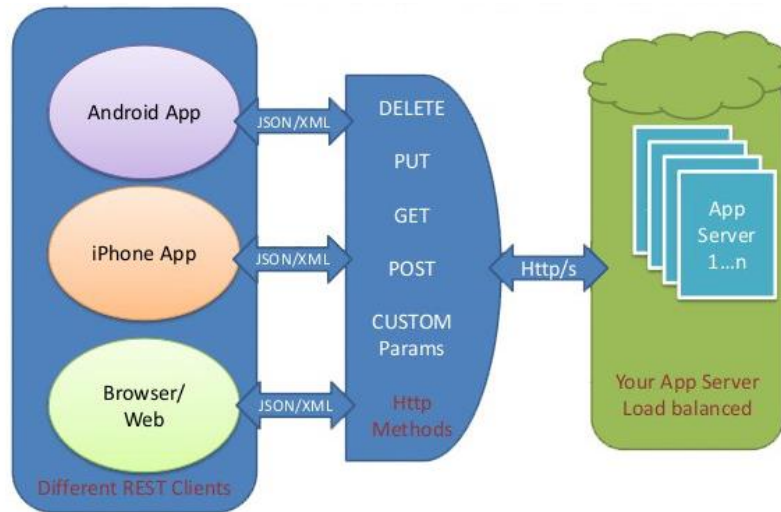 Android App
iPhone App
Browser/
Web
Different REST Clients
JSON/XML
JSON/XML
JSON/XML
DELETE
PUT
GET
POST
CUSTOM
Params
Http
Methods
Http/s
App
Server
1...n
Your App Server
Load balanced